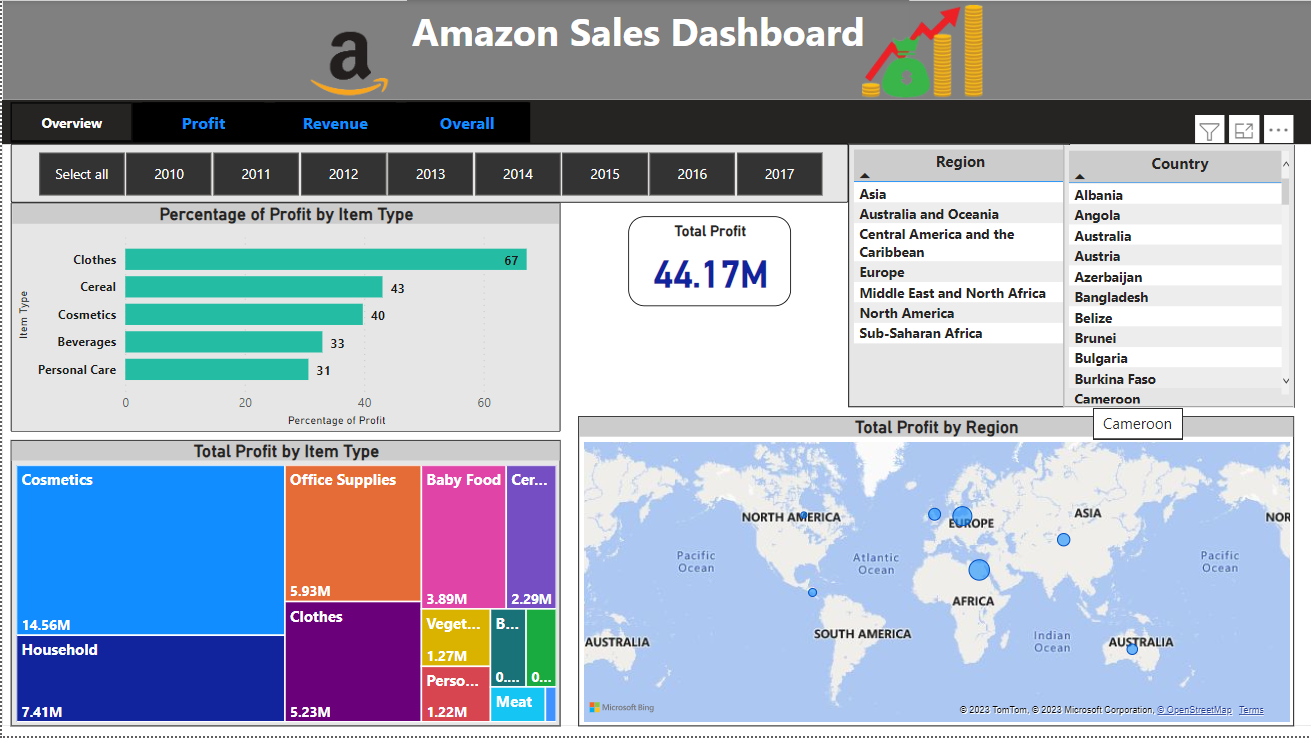 Amazon Sales Dashboard
a
Overview
Profit
Revenue
Overall
Select all
2010
2011
2012
2013
2014
2015
2016
2017
Region
Asia
Australia and Oceania
Central America and the
Caribbean
Europe
Middle East and North Africa
North America
Sub-Saharan Africa
Country
Albania
Angola
Australia
Austria
Azerbaijan
Bangladesh
Belize
Brunei
Bulgaria
Burkina Faso
Cameroon
Cameroon
Percentage of Profit by Item Type
Item Type
Clothes
67
Cereal
43
Cosmetics
40
Beverages
33
Personal Care
31
0
20
40
60
Percentage of Profit
Total Profit
44.17M
Total Profit by Item Type
Cosmetics
14.56M
Household
7.41M
Office Supplies
5.93M
Clothes
5.23M
Baby Food
3.89M
Cer...
2.29M
Veget...
1.27M
Perso...
1.22M
B...
0....
0...
Meat
Total Profit by Region
NORTH AMERICA
EUROPE
ASIA
NOR
Pacific
Ocean
Atlantic
Ocean
Pacific
Ocean
AFRICA
SOUTH AMERICA
Indian
Ocean
AUSTRALIA
AUSTRALIA
Microsoft Bing
© 2023 TomTom, © 2023 Microsoft Corporation, © OpenStreetMap Terms